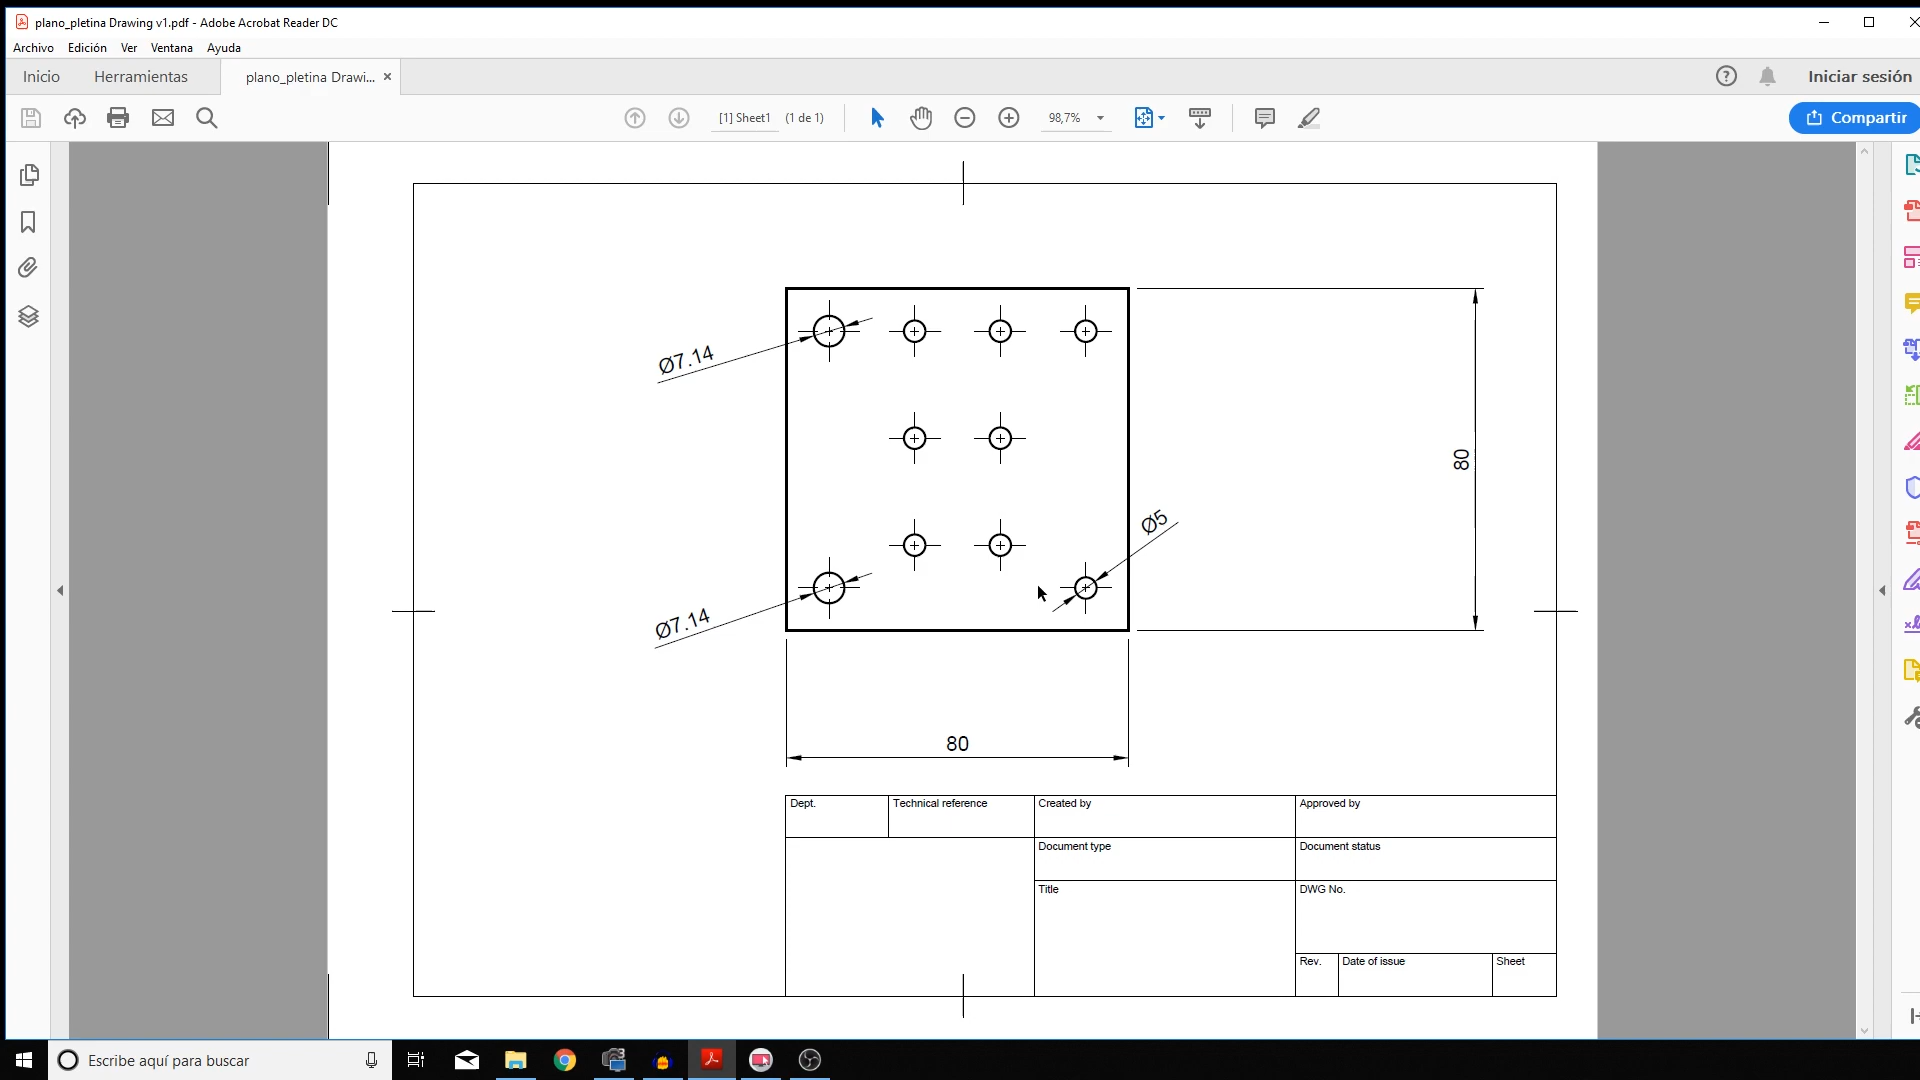 plano_pletina Drawing v1.pdf - Adobe Acrobat Reader DC
Archivo Edición Ver Ventana Ayuda
Inicio Herramientas plano_pletina Drawi... Iniciar sesión
[1] Sheet1 (1 de 1) 98,7% Compartir
Ø7.14
80
Ø5
Ø7.14
80
Dept. Technical reference Created by Approved by
Document type Document status
Title DWG No.
Rev. Date of issue Sheet
Escribe aquí para buscar